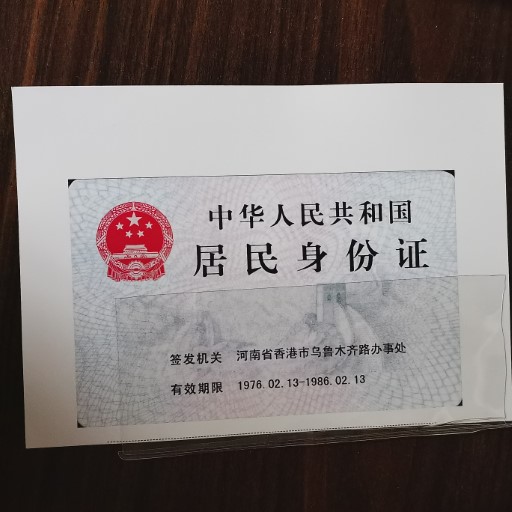 中华人民共和国
居民身份证
签发机关 河南省香港市乌鲁木齐路办事处
有效期限 1976.02.13-1986.02.13